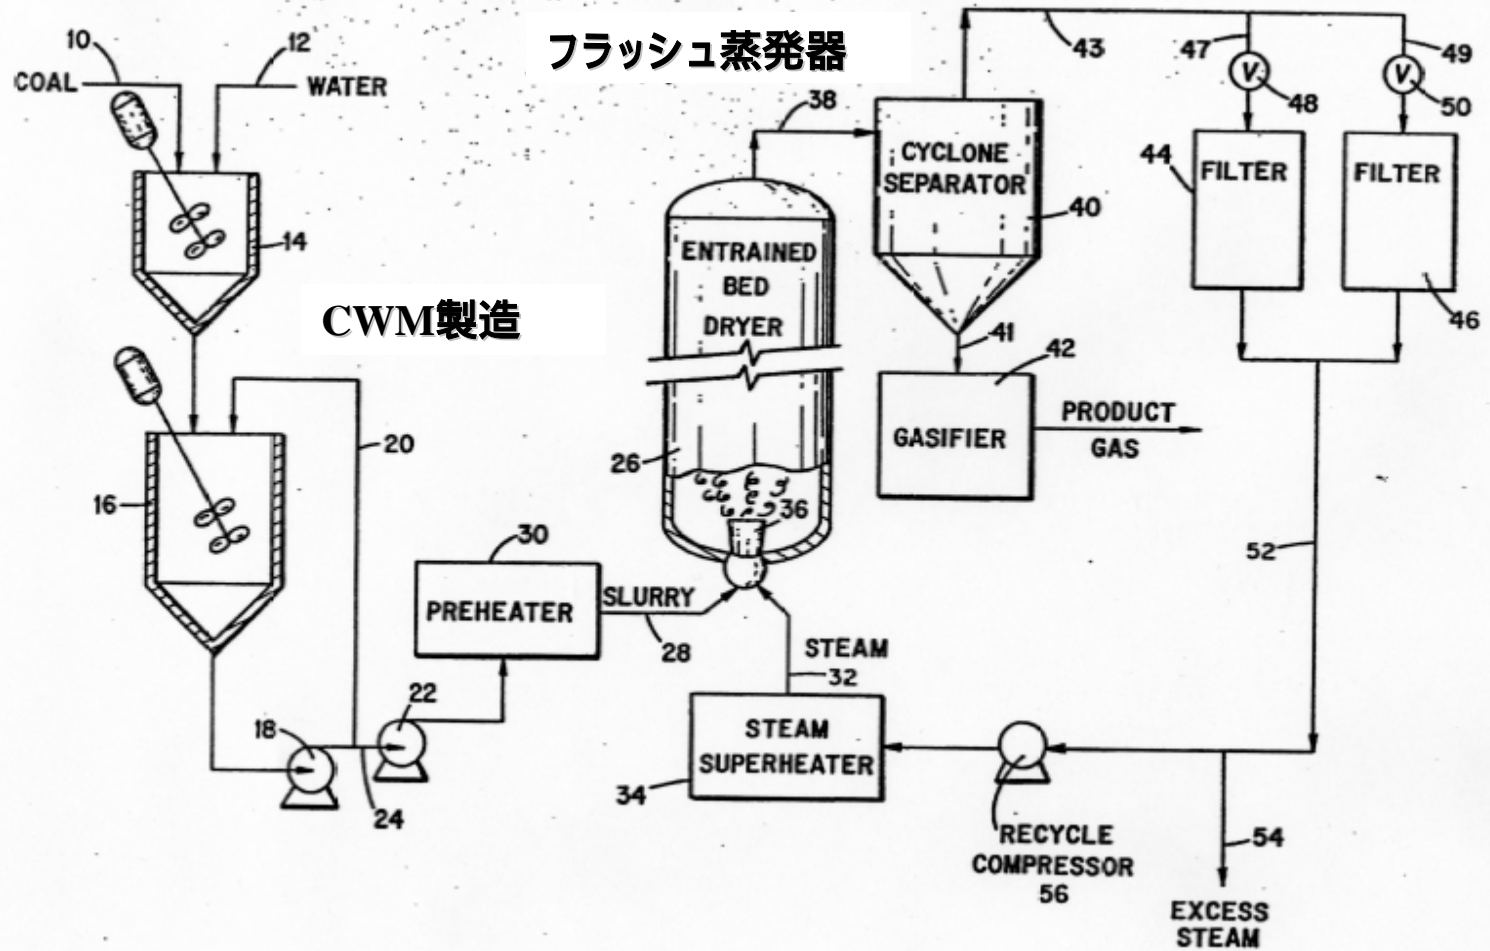 フラッシュ蒸発器
10
12
COAL
WATER
14
CWM製造
16
20
18
22
24
30
PREHEATER
SLURRY
28
ENTRAINED
BED
DRYER
26
36
38
CYCLONE
SEPARATOR
40
41
42
GASIFIER
PRODUCT
GAS
43
47
V
48
49
V
50
44
FILTER
FILTER
46
52
STEAM
32
STEAM
SUPERHEATER
34
RECYCLE
COMPRESSOR
56
54
EXCESS
STEAM